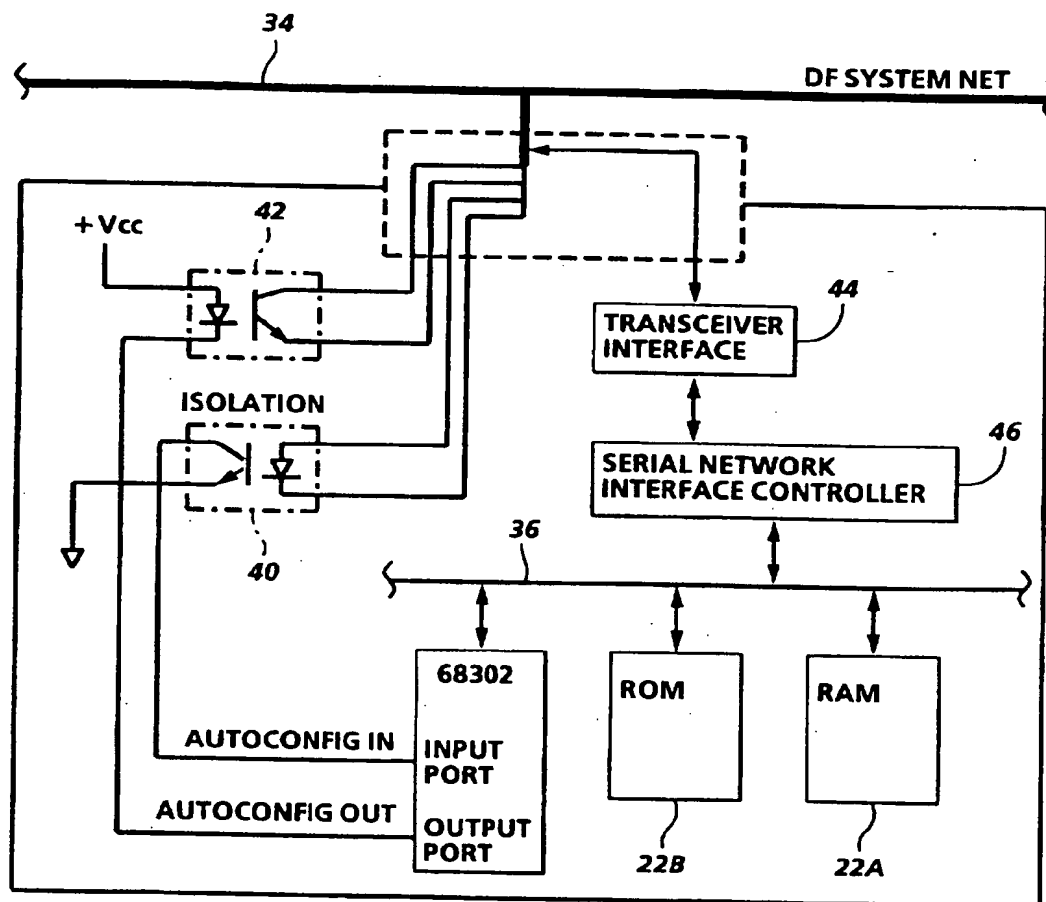 34
DF SYSTEM NET
42
+ Vcc
44
TRANSCEIVER
INTERFACE
ISOLATION
46
SERIAL NETWORK
INTERFACE CONTROLLER
40
36
68302
ROM
RAM
AUTOCONFIG IN
INPUT
PORT
AUTOCONFIG OUT
OUTPUT
PORT
22B
22A